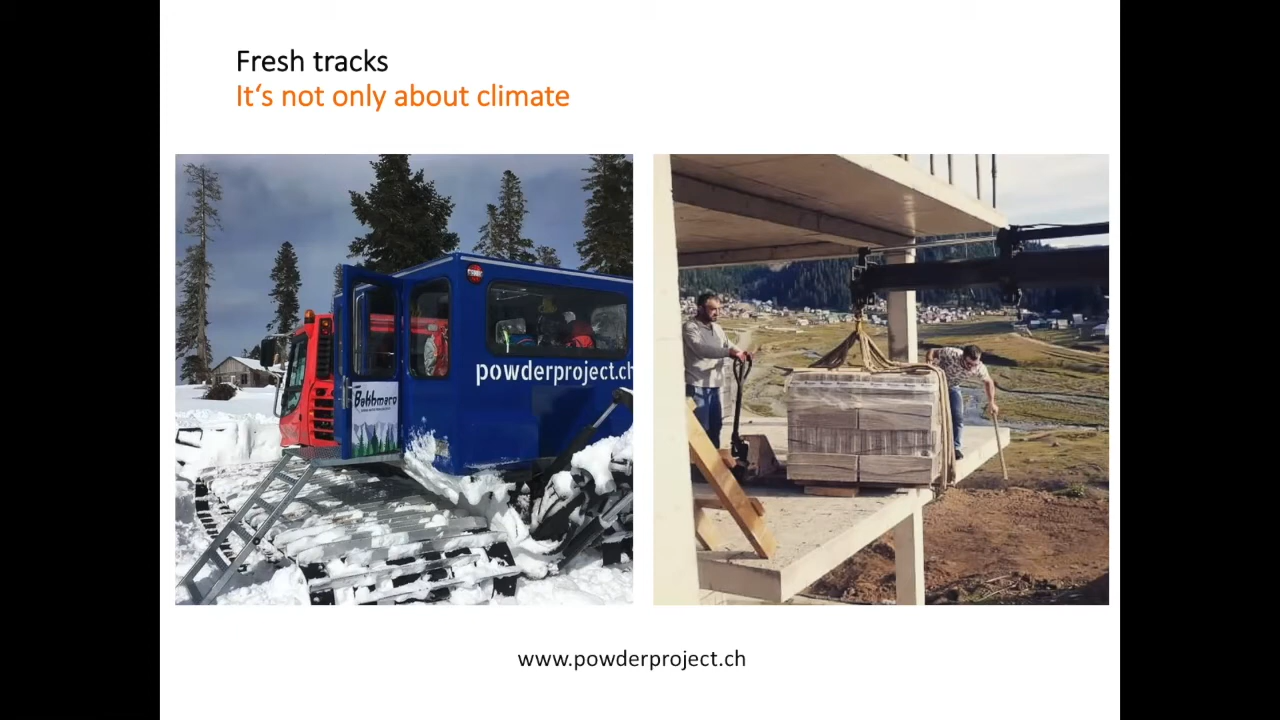 Fresh tracks
It‘s not only about climate
powderproject.ch
www.powderproject.ch